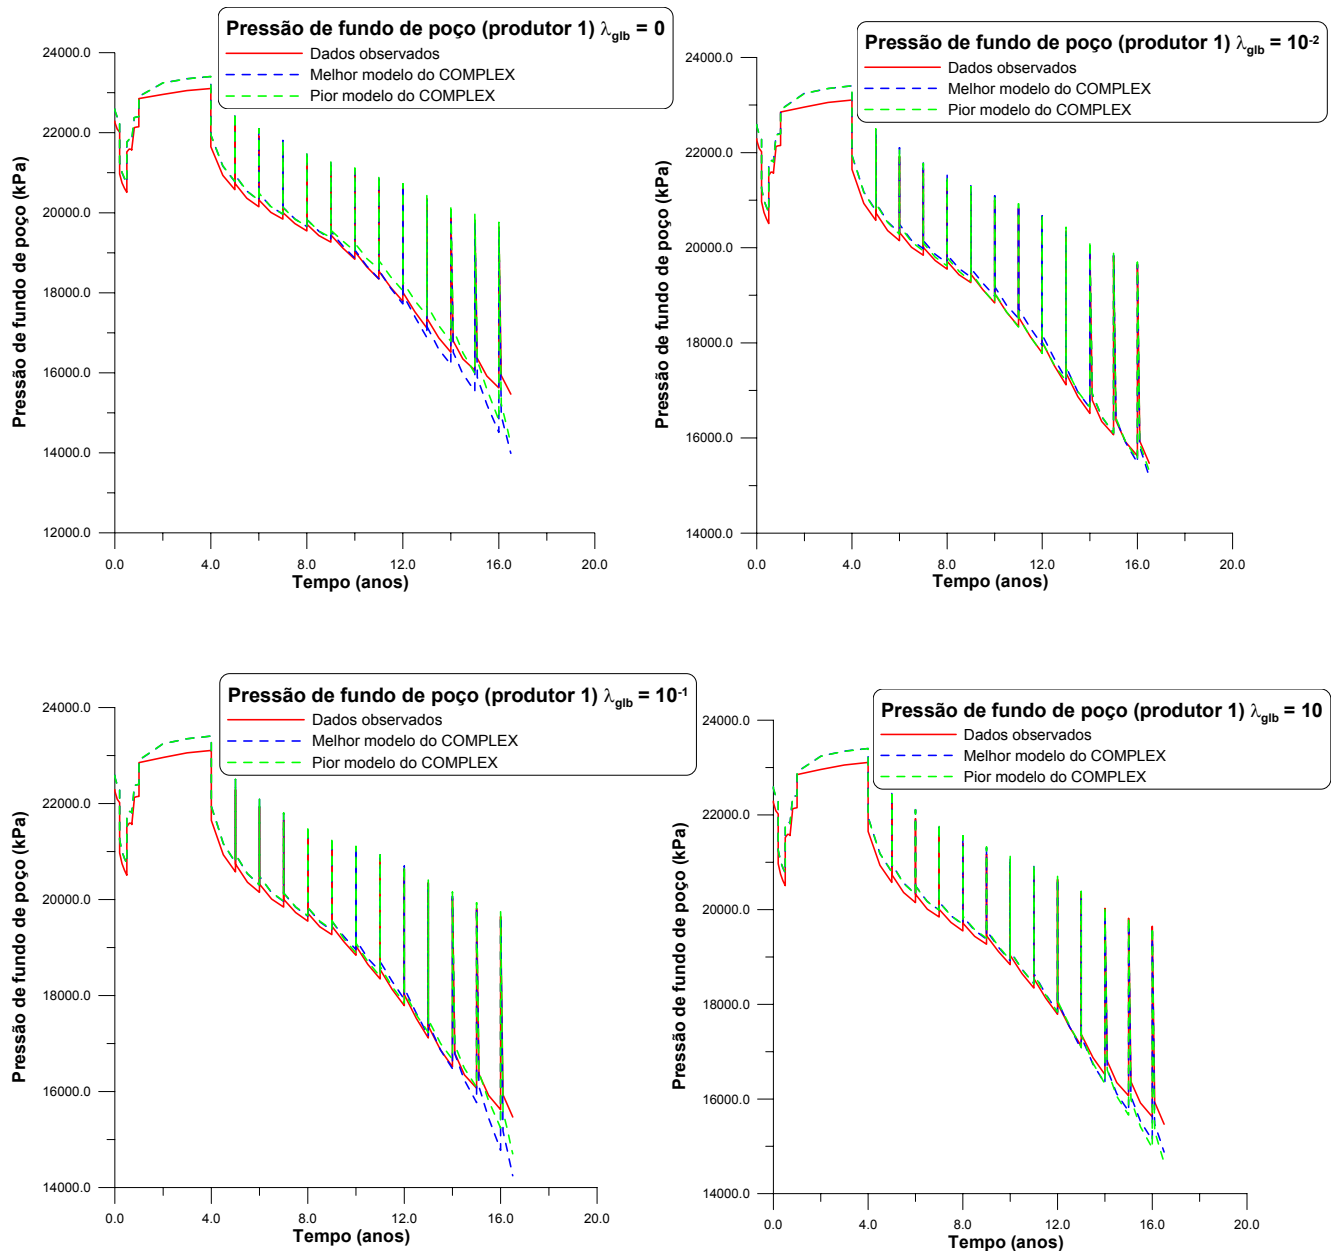 Pressão de fundo de poço (produtor 1) λglb = 0
Dados observados
Melhor modelo do COMPLEX
Pior modelo do COMPLEX
24000.0
22000.0
20000.0
18000.0
16000.0
14000.0
12000.0
Pressão de fundo de poço (kPa)
0.0 4.0 8.0 12.0 16.0 20.0
Tempo (anos)
Pressão de fundo de poço (produtor 1) λglb = 10-2
Dados observados
Melhor modelo do COMPLEX
Pior modelo do COMPLEX
24000.0
22000.0
20000.0
18000.0
16000.0
14000.0
Pressão de fundo de poço (kPa)
0.0 4.0 8.0 12.0 16.0 20.0
Tempo (anos)
Pressão de fundo de poço (produtor 1) λglb = 10-1
Dados observados
Melhor modelo do COMPLEX
Pior modelo do COMPLEX
24000.0
22000.0
20000.0
18000.0
16000.0
14000.0
Pressão de fundo de poço (kPa)
0.0 4.0 8.0 12.0 16.0 20.0
Tempo (anos)
Pressão de fundo de poço (produtor 1) λglb = 10
Dados observados
Melhor modelo do COMPLEX
Pior modelo do COMPLEX
24000.0
22000.0
20000.0
18000.0
16000.0
14000.0
Pressão de fundo de poço (kPa)
0.0 4.0 8.0 12.0 16.0 20.0
Tempo (anos)